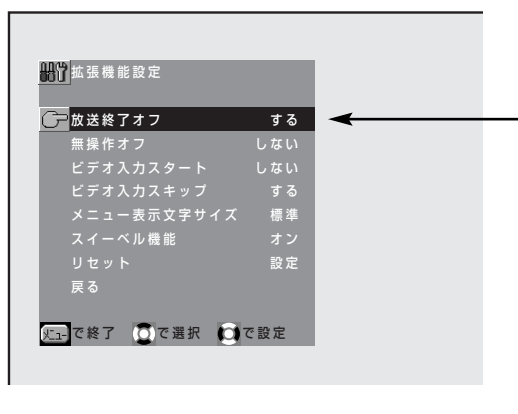 拡張機能設定
放送終了オフ する
無操作オフ しない
ビデオ入力スタート しない
ビデオ入力スキップ する
メニュー表示文字サイズ 標準
スイーベル機能 オン
リセット 設定
戻る
メニューで終了 で選択 で設定